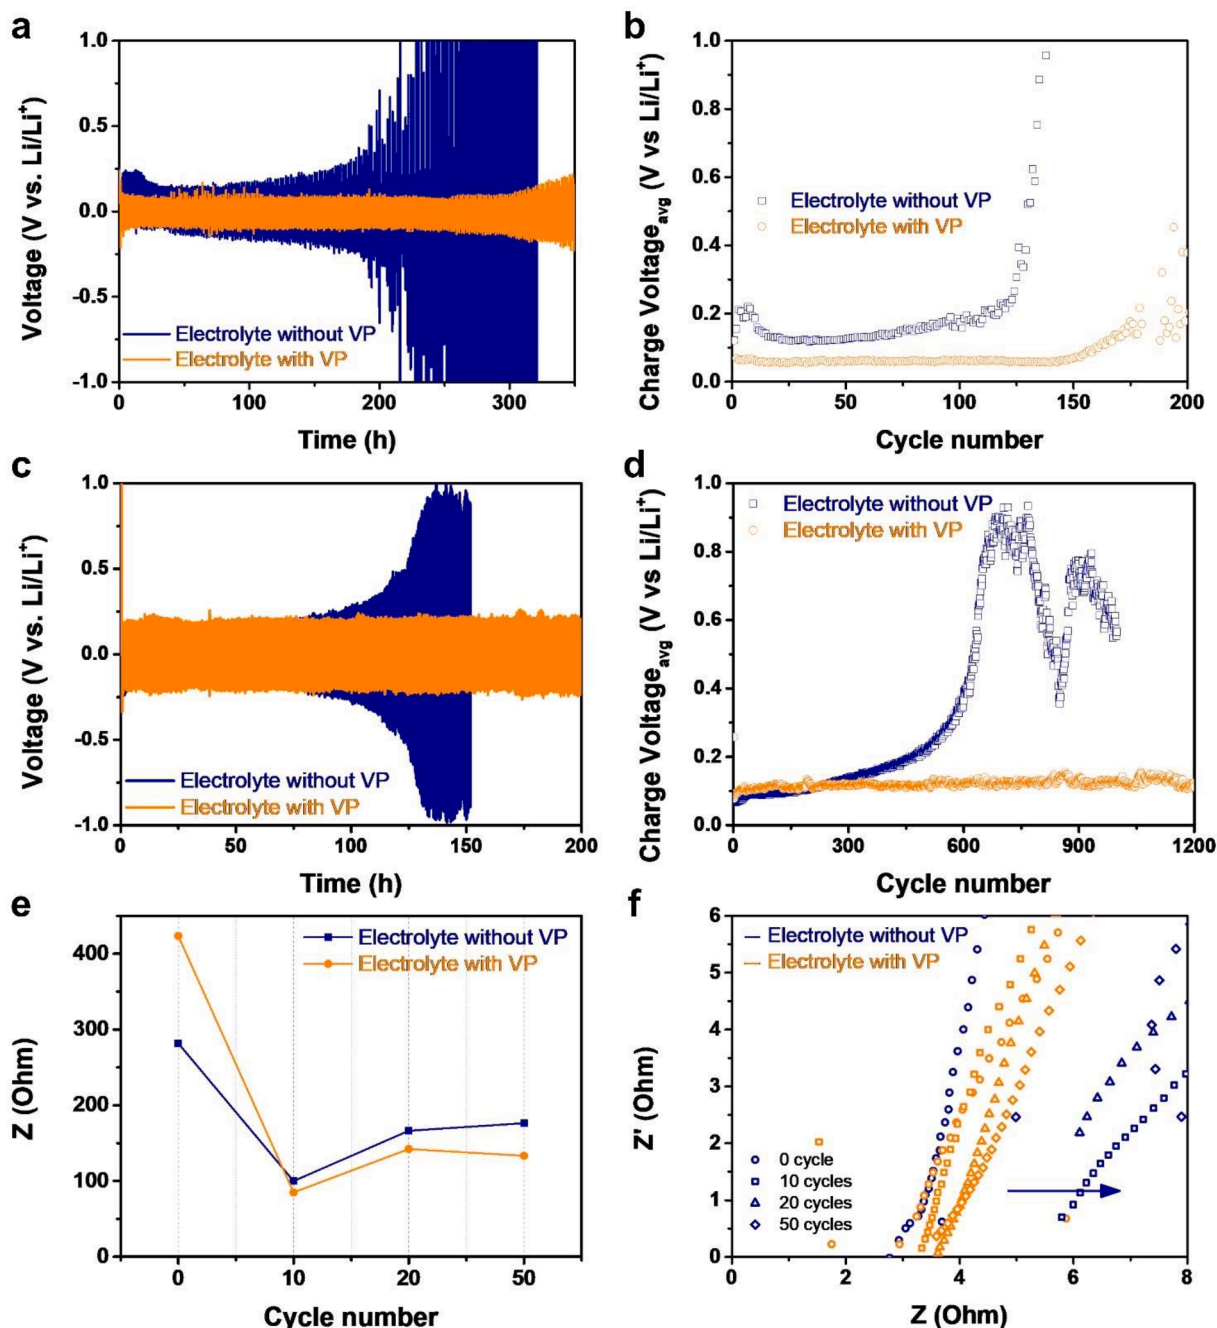 a
1.0
0.5
0.0
-0.5
-1.0
Voltage (V vs. Li/Li⁺)
Electrolyte without VP
Electrolyte with VP
0 100 200 300
Time (h)
b
1.0
0.8
0.6
0.4
0.2
0.0
Charge Voltage_avg (V vs Li/Li⁺)
Electrolyte without VP
Electrolyte with VP
0 50 100 150 200
Cycle number
c
1.0
0.5
0.0
-0.5
-1.0
Voltage (V vs. Li/Li⁺)
Electrolyte without VP
Electrolyte with VP
0 50 100 150 200
Time (h)
d
1.0
0.8
0.6
0.4
0.2
0.0
Charge Voltage_avg (V vs Li/Li⁺)
Electrolyte without VP
Electrolyte with VP
0 300 600 900 1200
Cycle number
e
400
300
200
100
0
Z (Ohm)
Electrolyte without VP
Electrolyte with VP
0 10 20 50
Cycle number
f
6
5
4
3
2
1
0
Z' (Ohm)
Electrolyte without VP
Electrolyte with VP
0 cycle
10 cycles
20 cycles
50 cycles
0 2 4 6 8
Z (Ohm)